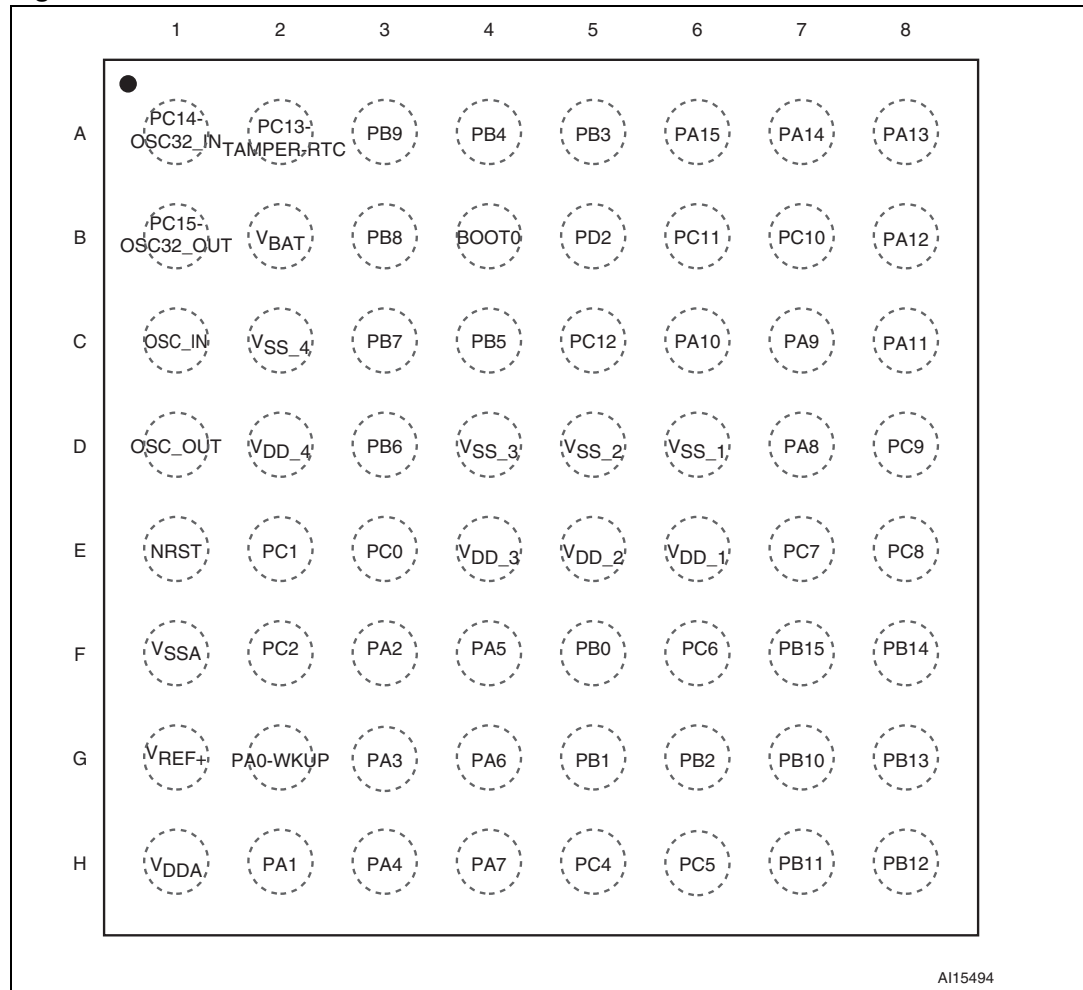 1 2 3 4 5 6 7 8
A PC14-OSC32_IN PC13-TAMPER-RTC PB9 PB4 PB3 PA15 PA14 PA13
B PC15-OSC32_OUT VBAT PB8 BOOT0 PD2 PC11 PC10 PA12
C OSC_IN VSS_4 PB7 PB5 PC12 PA10 PA9 PA11
D OSC_OUT VDD_4 PB6 VSS_3 VSS_2 VSS_1 PA8 PC9
E NRST PC1 PC0 VDD_3 VDD_2 VDD_1 PC7 PC8
F VSSA PC2 PA2 PA5 PB0 PC6 PB15 PB14
G VREF+ PA0-WKUP PA3 PA6 PB1 PB2 PB10 PB13
H VDDA PA1 PA4 PA7 PC4 PC5 PB11 PB12
AI15494